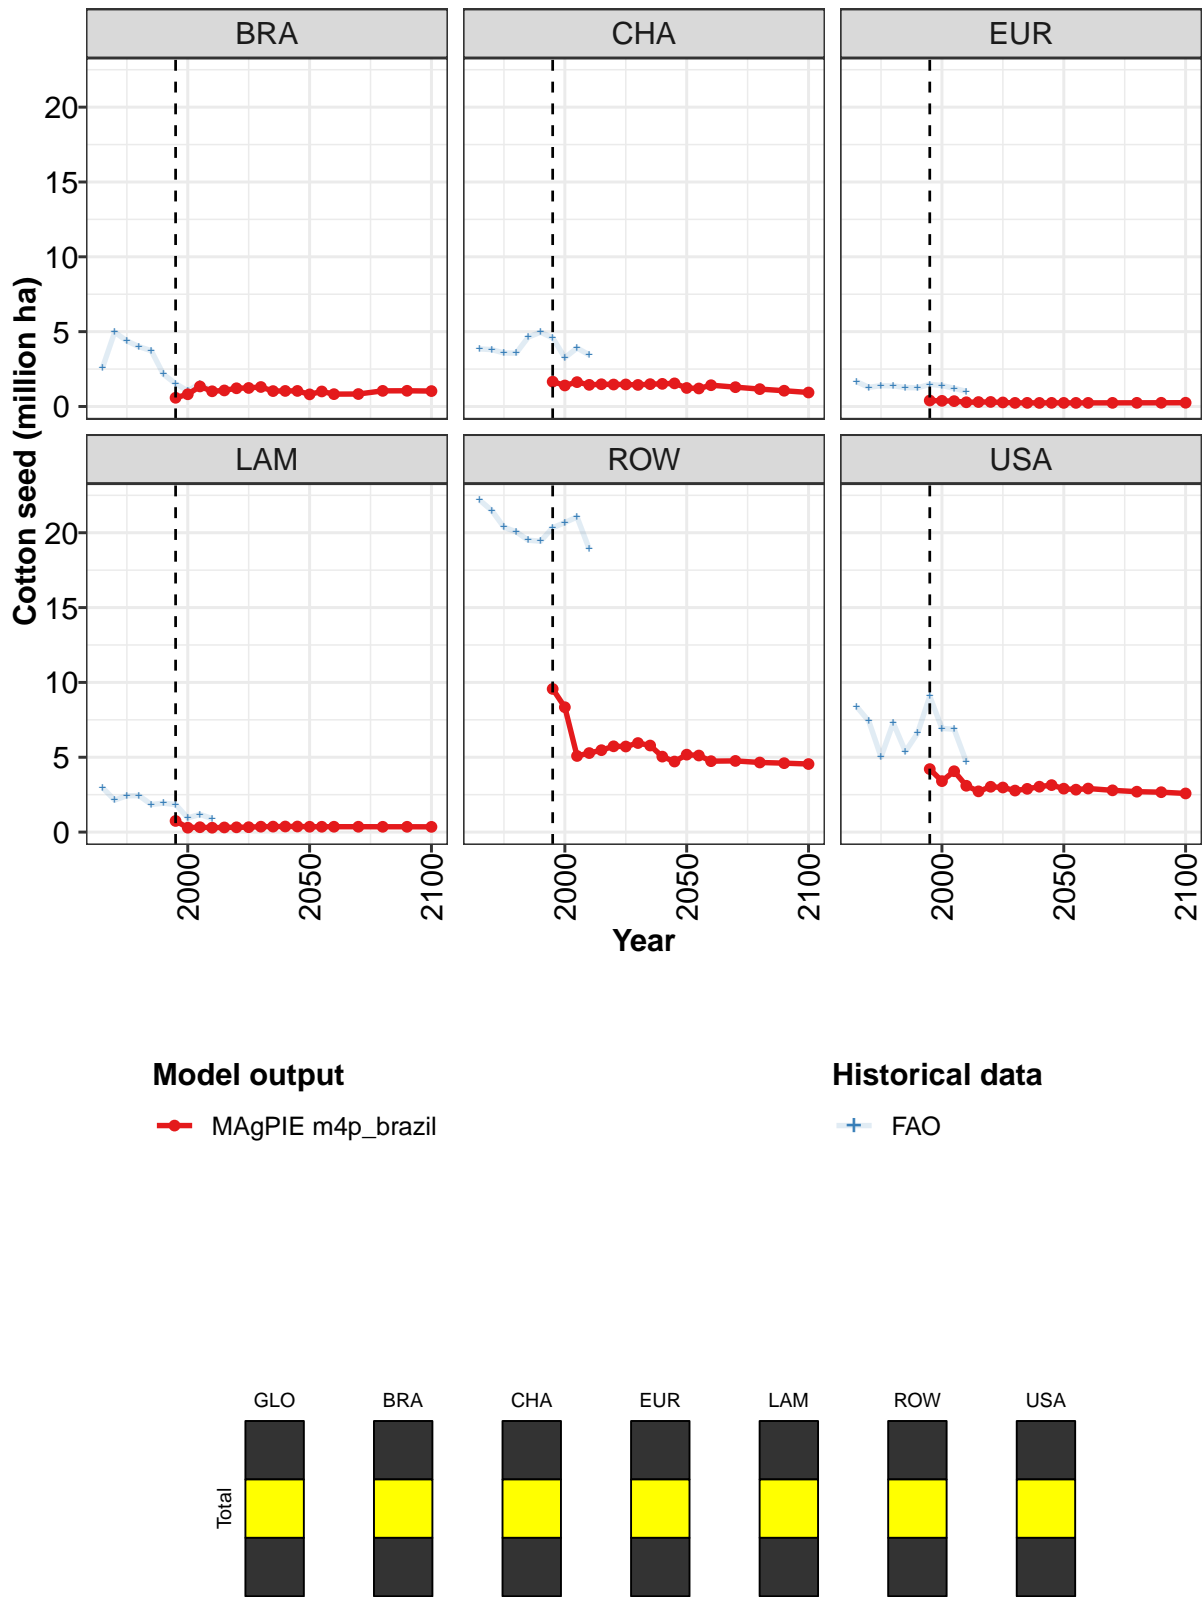 BRA
CHA
EUR
20
15
10
5
0
LAM
ROW
USA
20
15
10
5
0
Cotton seed (million ha)
2000
2050
2100
2000
2050
2100
2000
2050
2100
Year
Model output
MAgPIE m4p_brazil
Historical data
FAO
GLO
BRA
CHA
EUR
LAM
ROW
USA
Total